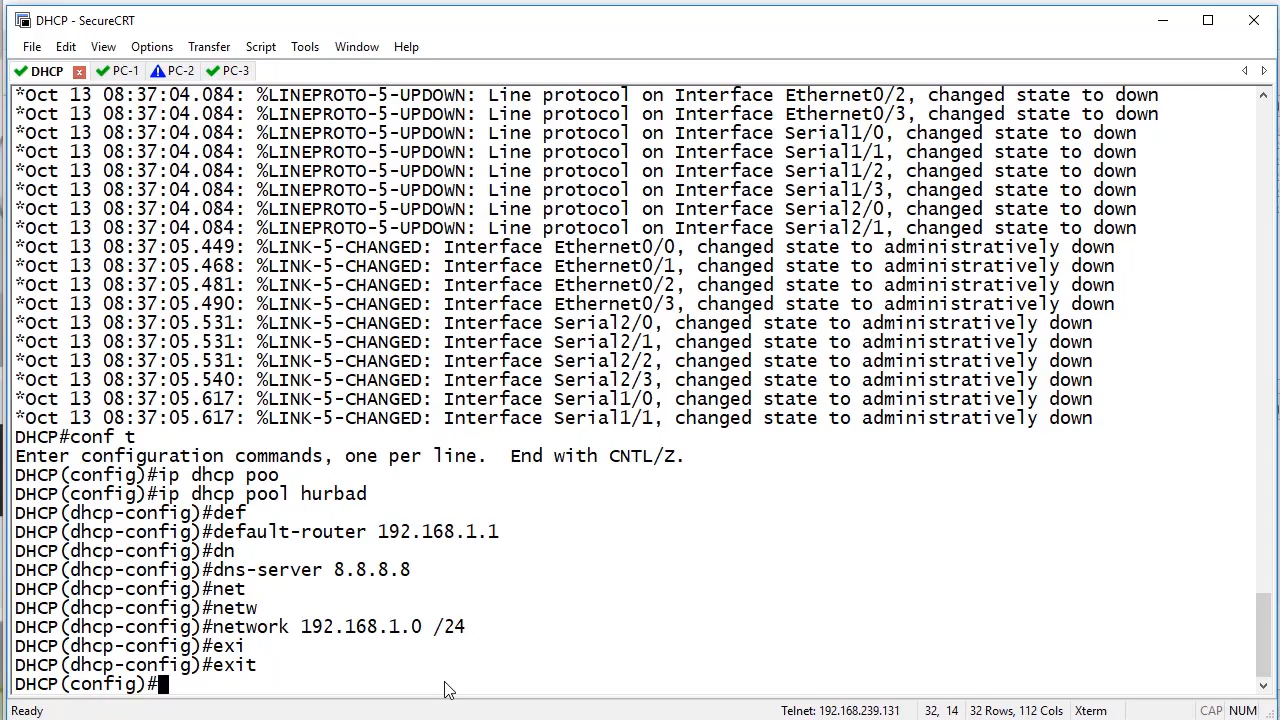 DHCP - SecureCRT
File Edit View Options Transfer Script Tools Window Help
DHCP x PC-1 PC-2 PC-3
*Oct 13 08:37:04.084: %LINEPROTO-5-UPDOWN: Line protocol on Interface Ethernet0/2, changed state to down
*Oct 13 08:37:04.084: %LINEPROTO-5-UPDOWN: Line protocol on Interface Ethernet0/3, changed state to down
*Oct 13 08:37:04.084: %LINEPROTO-5-UPDOWN: Line protocol on Interface Serial1/0, changed state to down
*Oct 13 08:37:04.084: %LINEPROTO-5-UPDOWN: Line protocol on Interface Serial1/1, changed state to down
*Oct 13 08:37:04.084: %LINEPROTO-5-UPDOWN: Line protocol on Interface Serial1/2, changed state to down
*Oct 13 08:37:04.084: %LINEPROTO-5-UPDOWN: Line protocol on Interface Serial1/3, changed state to down
*Oct 13 08:37:04.084: %LINEPROTO-5-UPDOWN: Line protocol on Interface Serial2/0, changed state to down
*Oct 13 08:37:04.084: %LINEPROTO-5-UPDOWN: Line protocol on Interface Serial2/1, changed state to down
*Oct 13 08:37:05.449: %LINK-5-CHANGED: Interface Ethernet0/0, changed state to administratively down
*Oct 13 08:37:05.468: %LINK-5-CHANGED: Interface Ethernet0/1, changed state to administratively down
*Oct 13 08:37:05.481: %LINK-5-CHANGED: Interface Ethernet0/2, changed state to administratively down
*Oct 13 08:37:05.490: %LINK-5-CHANGED: Interface Ethernet0/3, changed state to administratively down
*Oct 13 08:37:05.531: %LINK-5-CHANGED: Interface Serial2/0, changed state to administratively down
*Oct 13 08:37:05.531: %LINK-5-CHANGED: Interface Serial2/1, changed state to administratively down
*Oct 13 08:37:05.531: %LINK-5-CHANGED: Interface Serial2/2, changed state to administratively down
*Oct 13 08:37:05.540: %LINK-5-CHANGED: Interface Serial2/3, changed state to administratively down
*Oct 13 08:37:05.617: %LINK-5-CHANGED: Interface Serial1/0, changed state to administratively down
*Oct 13 08:37:05.617: %LINK-5-CHANGED: Interface Serial1/1, changed state to administratively down
DHCP#conf t
Enter configuration commands, one per line.  End with CNTL/Z.
DHCP(config)#ip dhcp poo
DHCP(config)#ip dhcp pool hurbad
DHCP(dhcp-config)#def
DHCP(dhcp-config)#default-router 192.168.1.1
DHCP(dhcp-config)#dn
DHCP(dhcp-config)#dns-server 8.8.8.8
DHCP(dhcp-config)#net
DHCP(dhcp-config)#netw
DHCP(dhcp-config)#network 192.168.1.0 /24
DHCP(dhcp-config)#exi
DHCP(dhcp-config)#exit
DHCP(config)#
Ready Telnet: 192.168.239.131 32, 14 32 Rows, 112 Cols Xterm CAP NUM